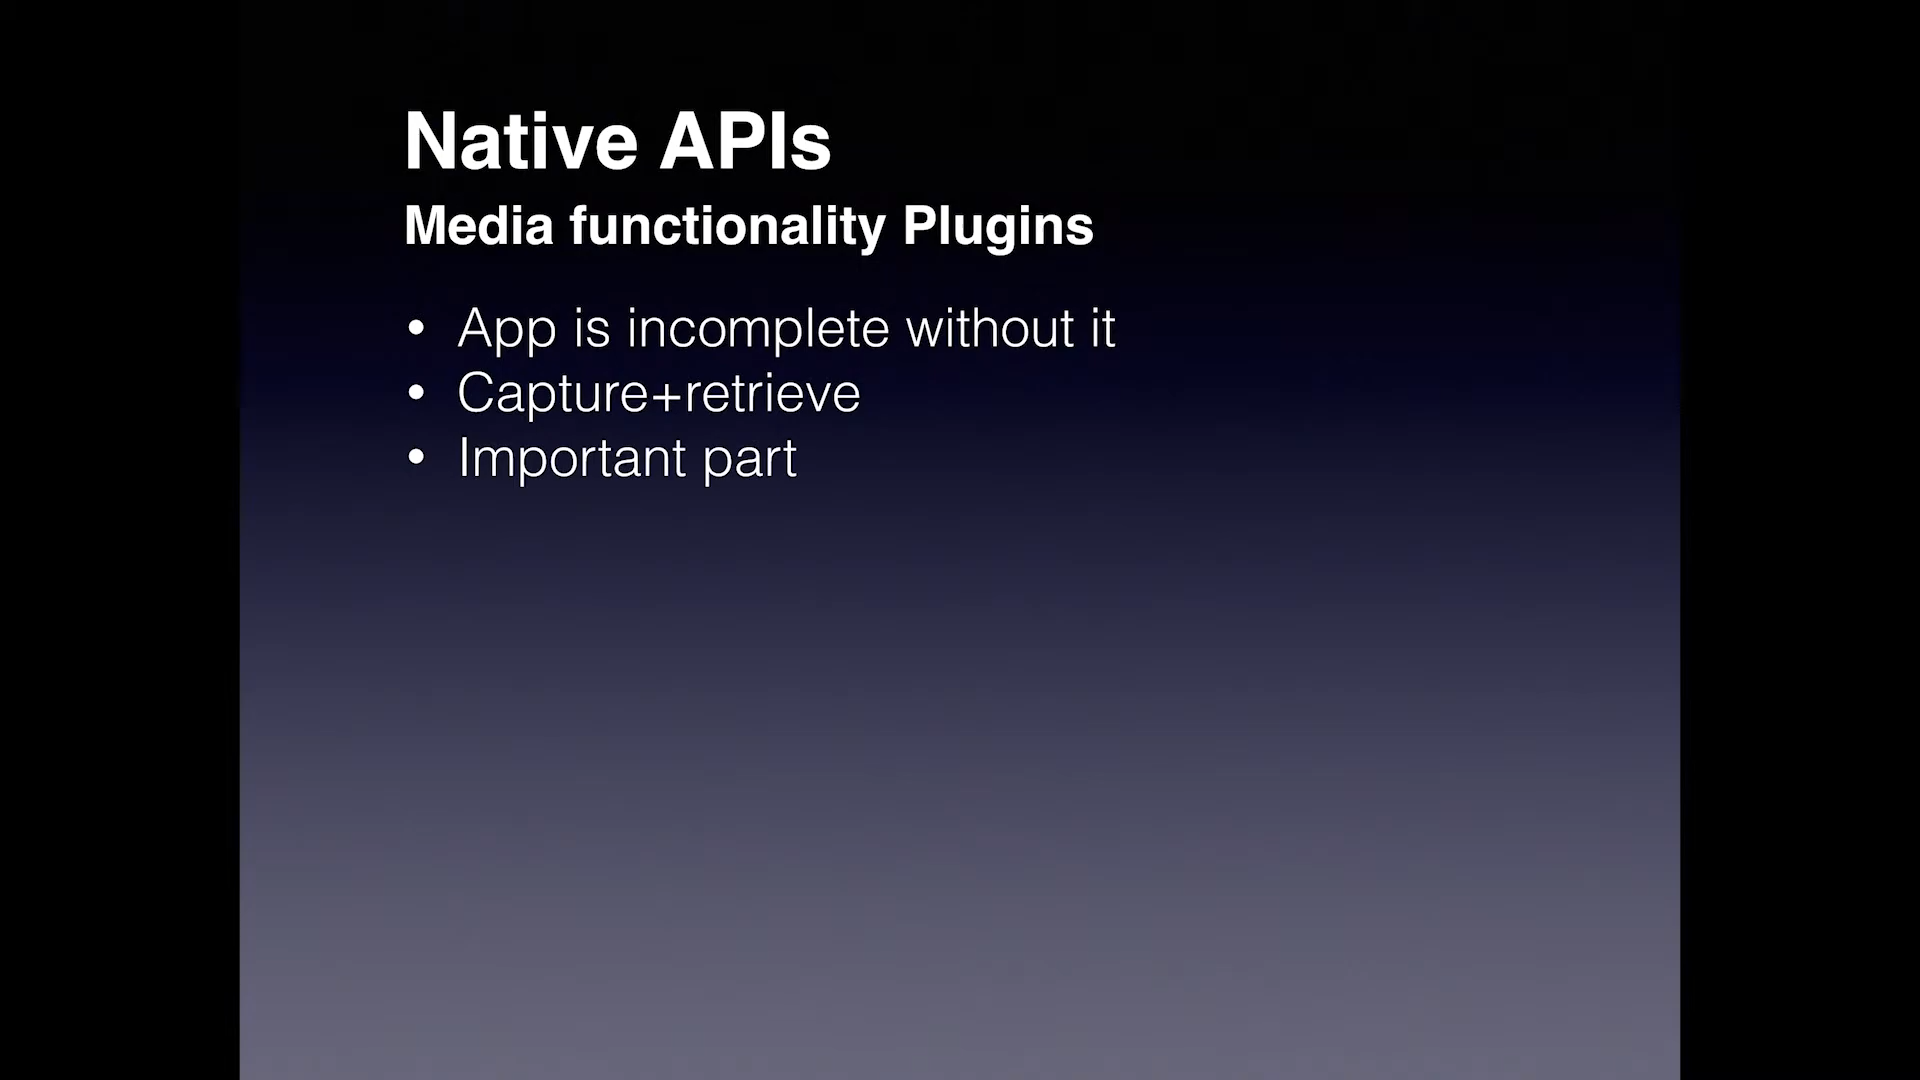 Native APIs
Media functionality Plugins
• App is incomplete without it
• Capture+retrieve
• Important part